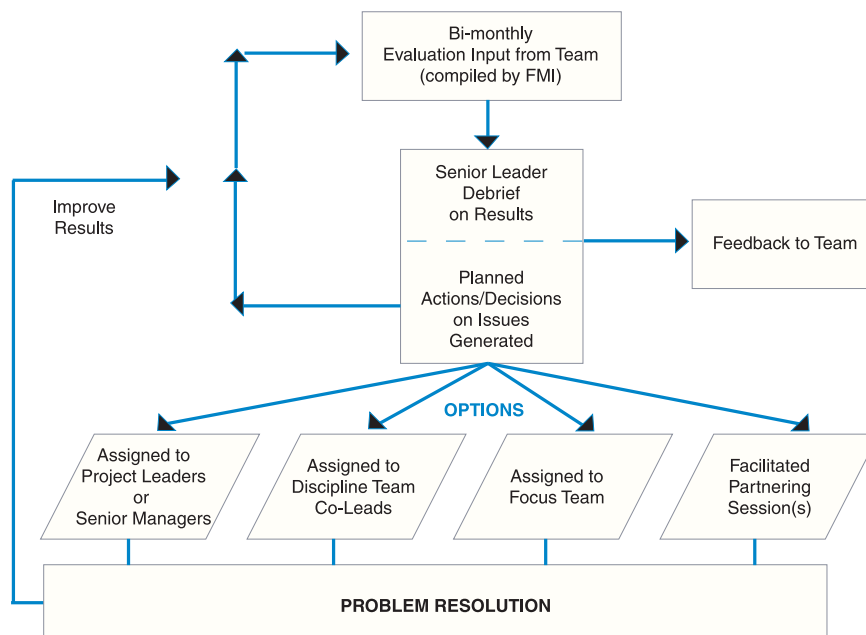 Bi-monthly
Evaluation Input from Team
(compiled by FMI)
Senior Leader
Debrief
on Results
Improve
Results
Feedback to Team
Planned
Actions/Decisions
on Issues
Generated
OPTIONS
Assigned to
Project Leaders
or
Senior Managers
Assigned to
Discipline Team
Co-Leads
Assigned to
Focus Team
Facilitated
Partnering
Session(s)
PROBLEM RESOLUTION